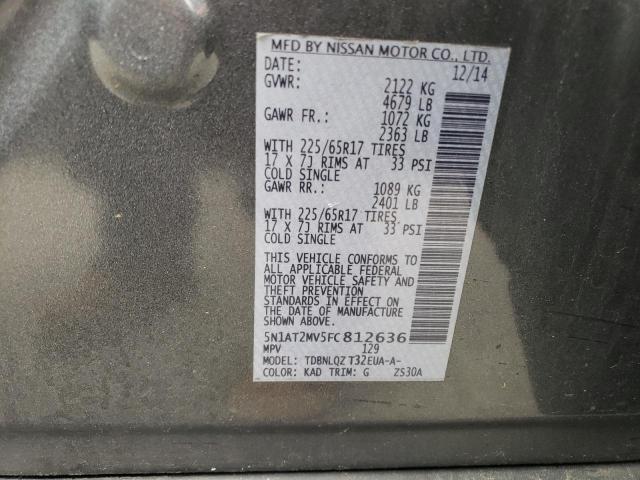 MFD BY NISSAN MOTOR CO., LTD.
DATE: 12/14
GVWR: 2122 KG
4679 LB
GAWR FR.: 1072 KG
2363 LB
WITH 225/65R17 TIRES
17 X 7J RIMS AT 33 PSI
COLD SINGLE
GAWR RR.: 1089 KG
2401 LB
WITH 225/65R17 TIRES
17 X 7J RIMS AT 33 PSI
COLD SINGLE
THIS VEHICLE CONFORMS TO
ALL APPLICABLE FEDERAL
MOTOR VEHICLE SAFETY AND
THEFT PREVENTION
STANDARDS IN EFFECT ON
THE DATE OF MANUFACTURE
SHOWN ABOVE.
5N1AT2MV5FC812636
MPV 129
MODEL: TDBNLQZ T32EUA-A-
COLOR: KAD TRIM: G ZS30A